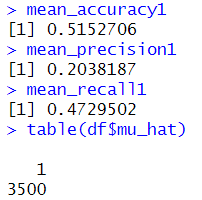 > mean_accuracy1
[1] 0.5152706
> mean_precision1
[1] 0.2038187
> mean_recall1
[1] 0.4729502
> table(df$mu_hat)
1
3500